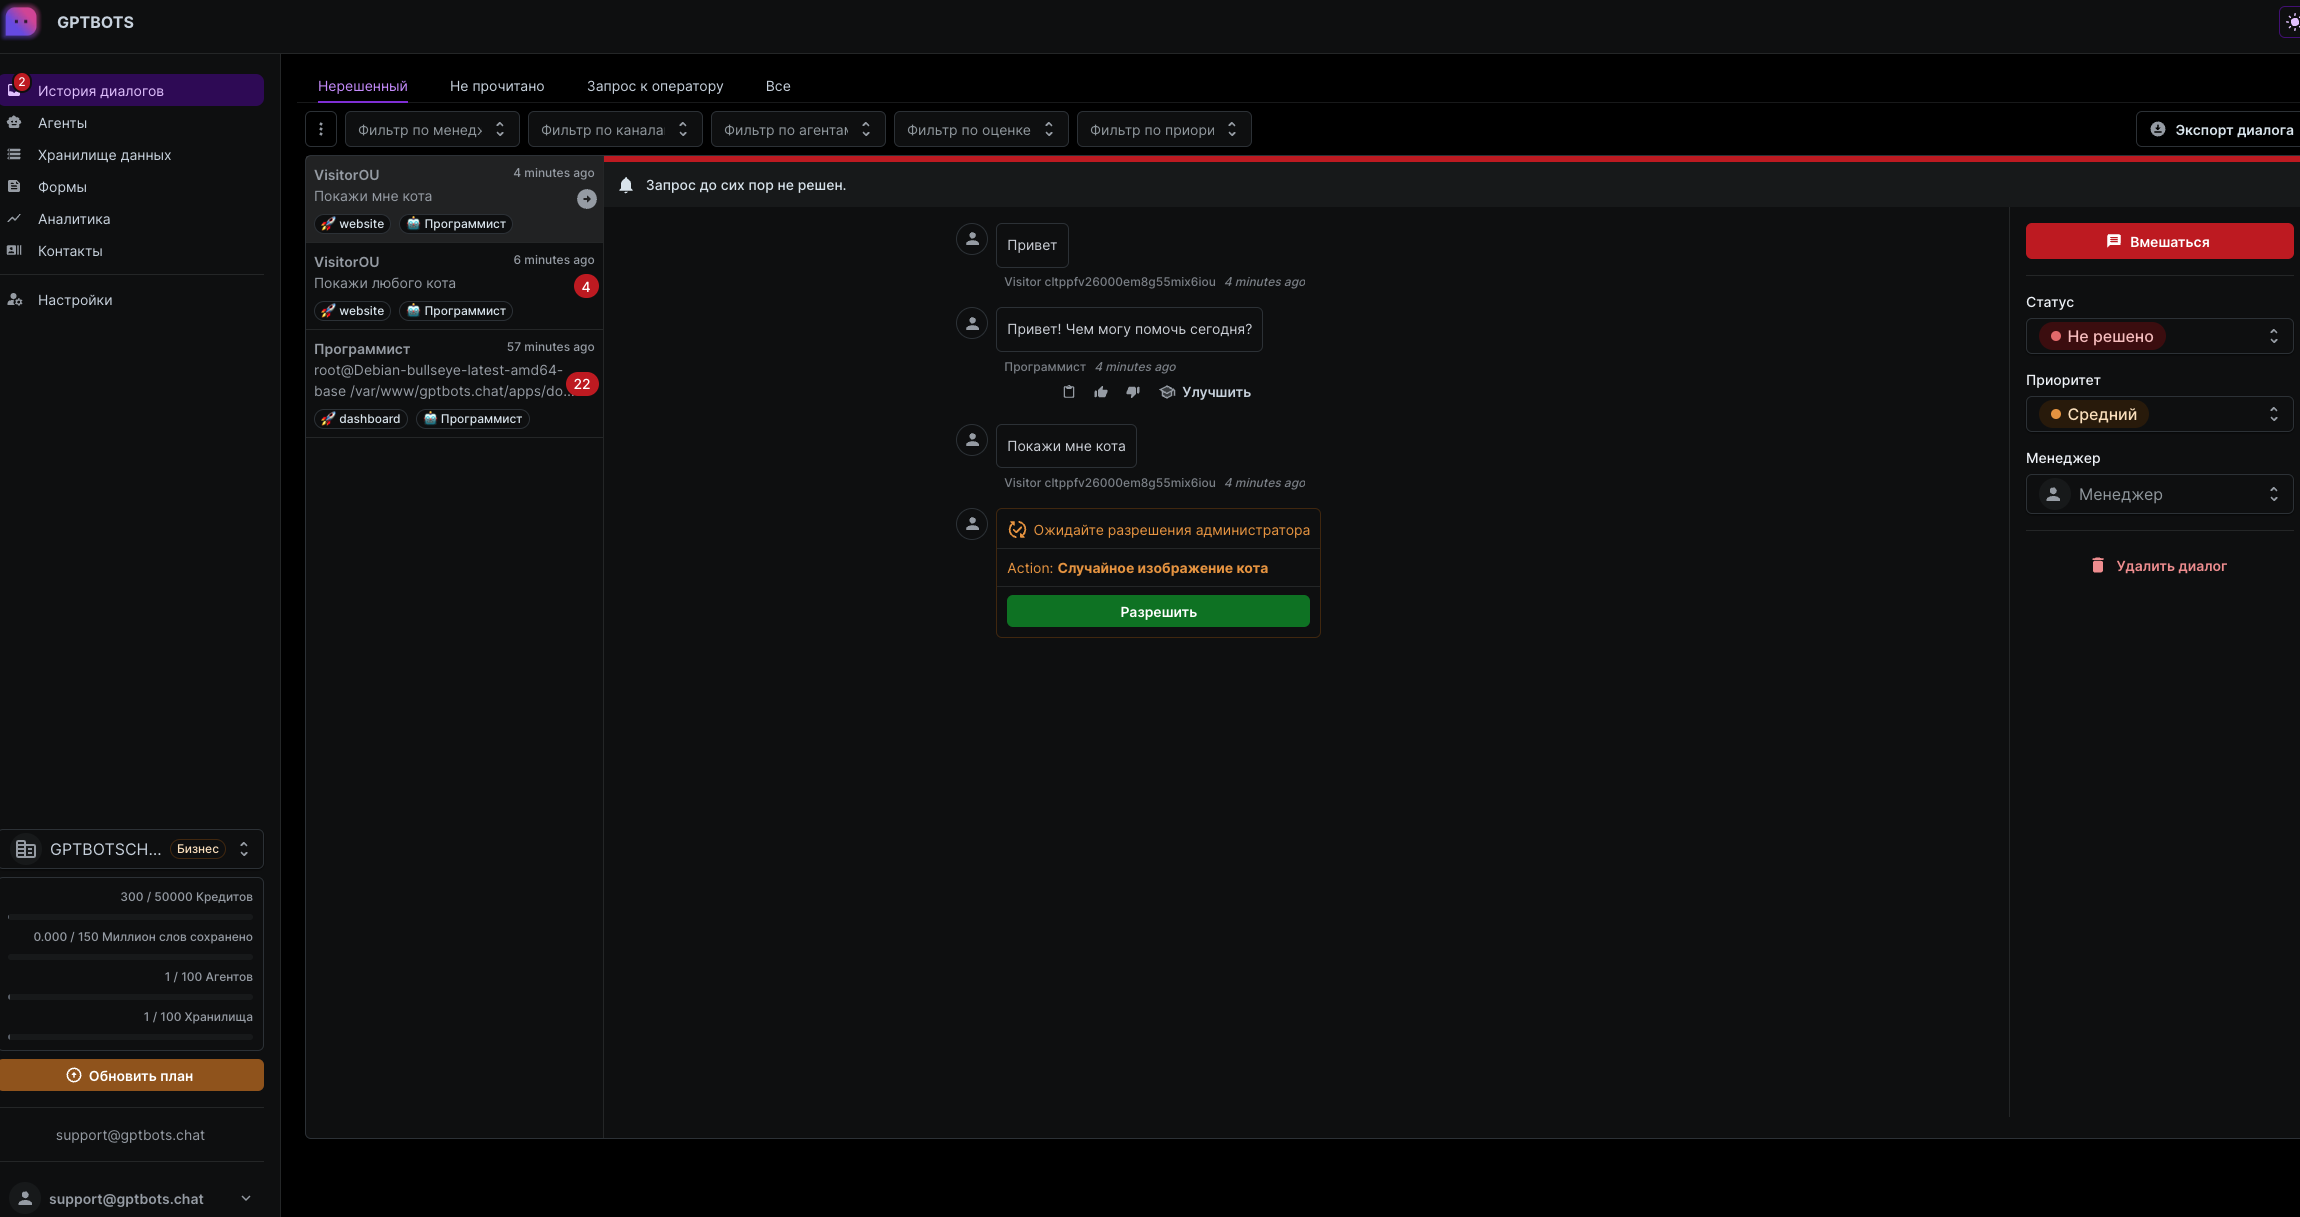 GPTBOTS
2
История диалогов
Агенты
Хранилище данных
Формы
Аналитика
Контакты
Настройки
GPTBOTSCH... Бизнес
300 / 50000 Кредитов
0.000 / 150 Миллион слов сохранено
1 / 100 Агентов
1 / 100 Хранилища
Обновить план
support@gptbots.chat
support@gptbots.chat
Нерешенный Не прочитано Запрос к оператору Все
Фильтр по менед Фильтр по канала Фильтр по агентам Фильтр по оценке Фильтр по приори Экспорт диалога
VisitorOU 4 minutes ago
Покажи мне кота
website Программист
VisitorOU 6 minutes ago
Покажи любого кота 4
website Программист
Программист 57 minutes ago
root@Debian-bullseye-latest-amd64-
base /var/www/gptbots.chat/apps/do... 22
dashboard Программист
Запрос до сих пор не решен.
Привет
Visitor cltppfv26000em8g55mix6iou 4 minutes ago
Привет! Чем могу помочь сегодня?
Программист 4 minutes ago
Улучшить
Покажи мне кота
Visitor cltppfv26000em8g55mix6iou 4 minutes ago
Ожидайте разрешения администратора
Action: Случайное изображение кота
Разрешить
Вмешаться
Статус
Не решено
Приоритет
Средний
Менеджер
Менеджер
Удалить диалог